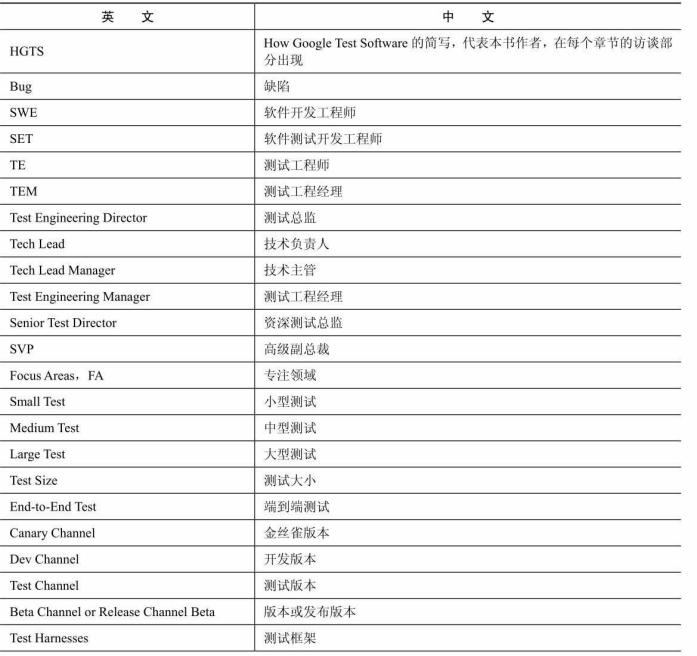 英 文 中 文
HGTS How Google Test Software 的简写，代表本书作者，在每个章节的访谈部
分出现
Bug 缺陷
SWE 软件开发工程师
SET 软件测试开发工程师
TE 测试工程师
TEM 测试工程经理
Test Engineering Director 测试总监
Tech Lead 技术负责人
Tech Lead Manager 技术主管
Test Engineering Manager 测试工程经理
Senior Test Director 资深测试总监
SVP 高级副总裁
Focus Areas，FA 专注领域
Small Test 小型测试
Medium Test 中型测试
Large Test 大型测试
Test Size 测试大小
End-to-End Test 端到端测试
Canary Channel 金丝雀版本
Dev Channel 开发版本
Test Channel 测试版本
Beta Channel or Release Channel Beta 版本或发布版本
Test Harnesses 测试框架